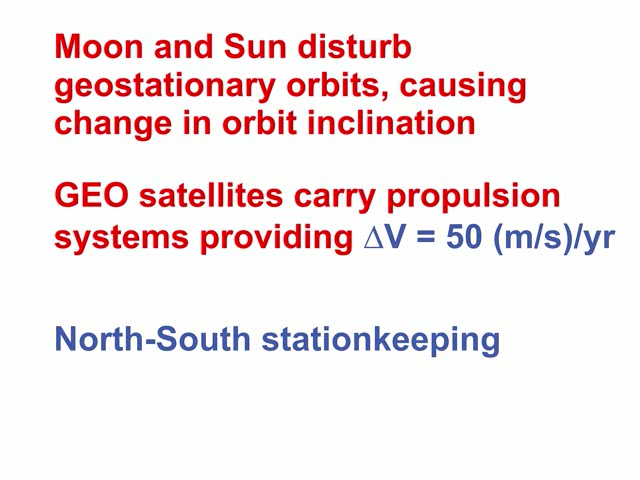 Moon and Sun disturb
geostationary orbits, causing
change in orbit inclination
GEO satellites carry propulsion
systems providing ∆V = 50 (m/s)/yr
North-South stationkeeping